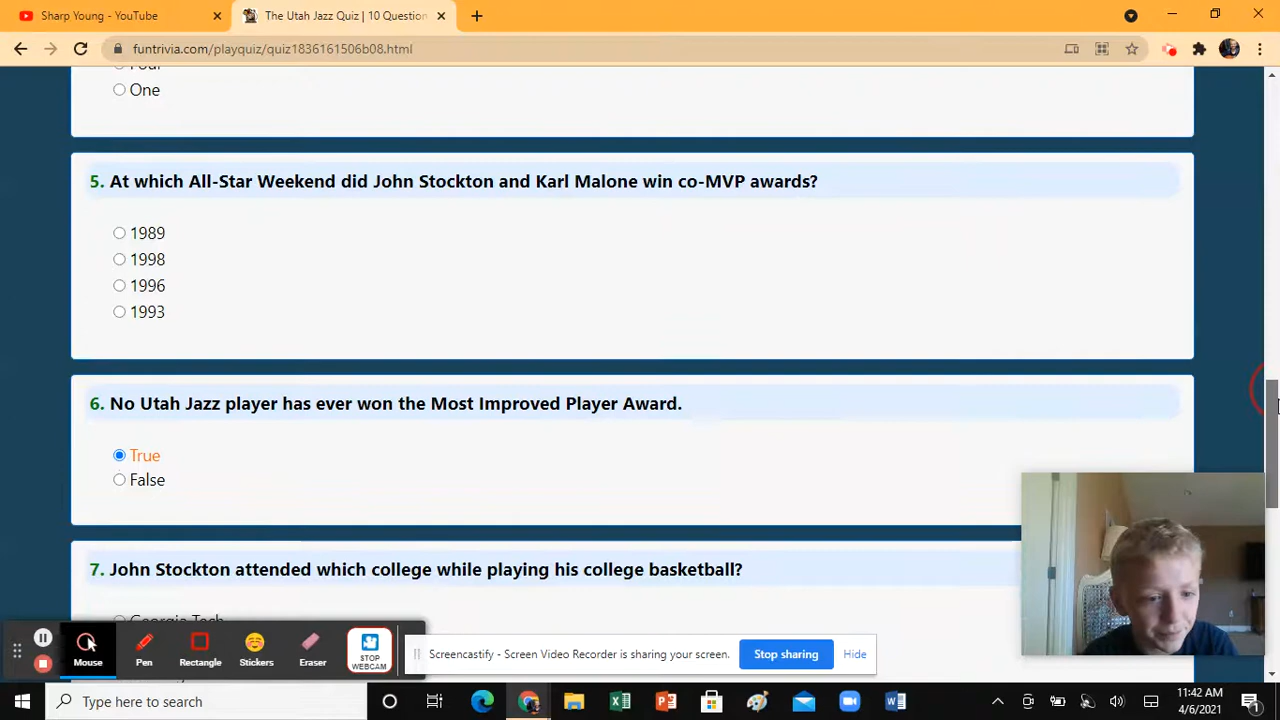 Sharp Young - YouTube
The Utah Jazz Quiz | 10 Question
funtrivia.com/playquiz/quiz1836161506b08.html
Four
One
5. At which All-Star Weekend did John Stockton and Karl Malone win co-MVP awards?
1989
1998
1996
1993
6. No Utah Jazz player has ever won the Most Improved Player Award.
True
False
7. John Stockton attended which college while playing his college basketball?
Georgia Tech
Mouse
Pen
Rectangle
Stickers
Eraser
STOP
WEBCAM
Screencastify - Screen Video Recorder is sharing your screen.
Stop sharing
Hide
Type here to search
11:42 AM
4/6/2021